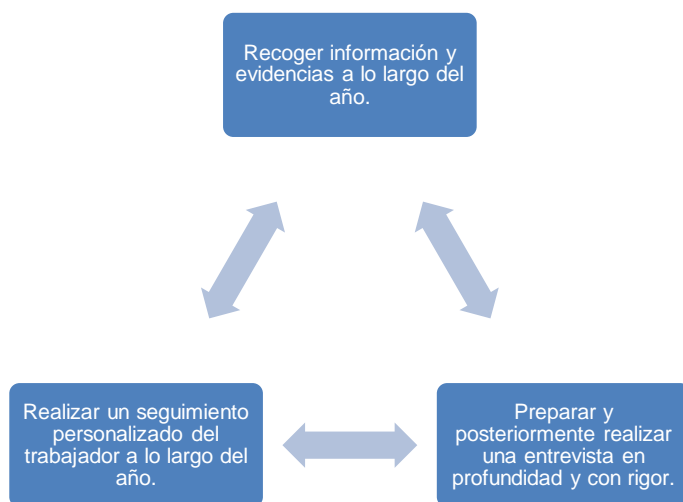 Recoger información y
evidencias a lo largo del
año.
Realizar un seguimiento
personalizado del
trabajador a lo largo del
año.
Preparar y
posteriormente realizar
una entrevista en
profundidad y con rigor.